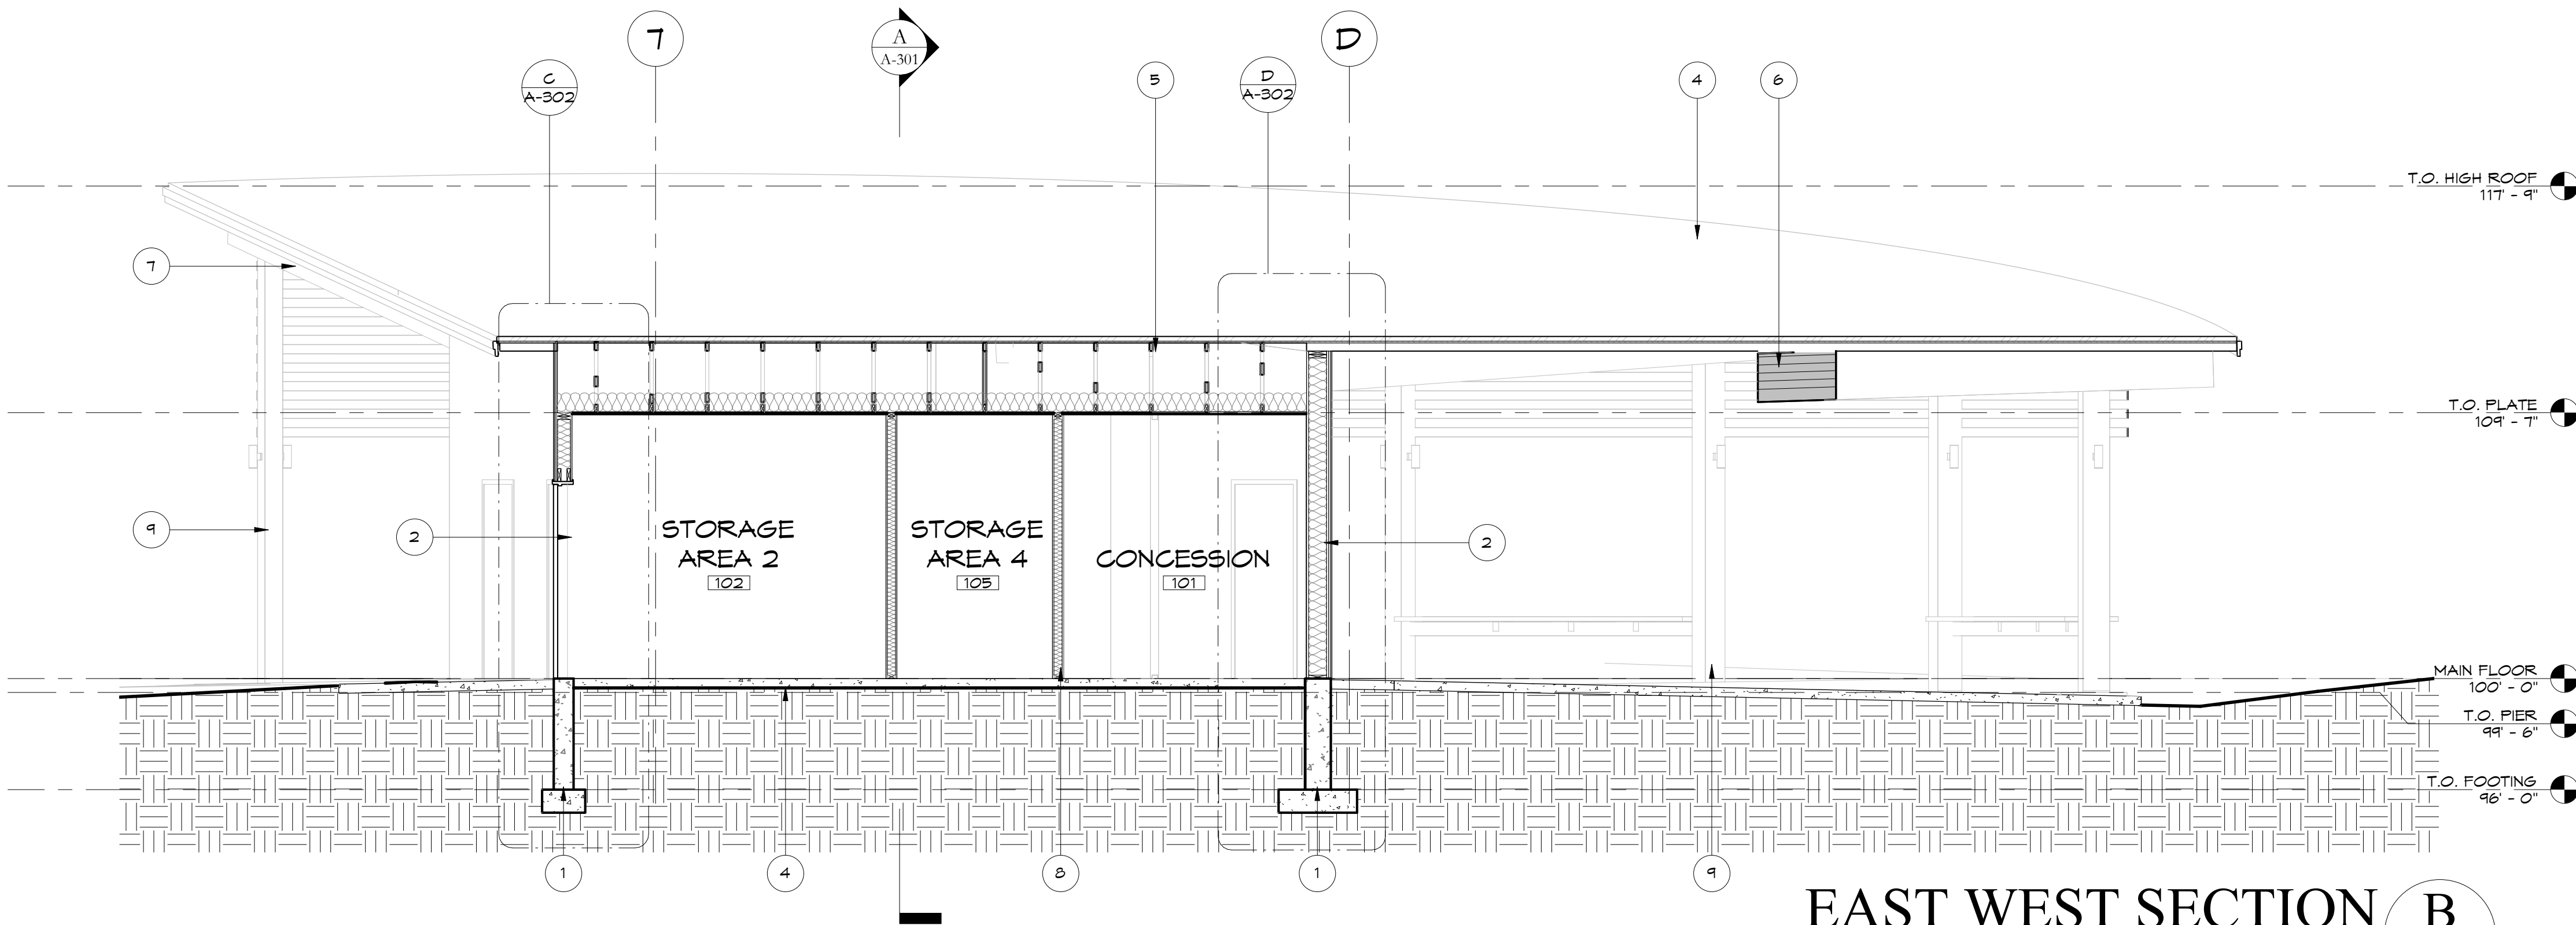 7
A
A-301
D
C
A-302
5
D
A-302
4
6
T.O. HIGH ROOF
117' - 9"
7
T.O. PLATE
109' - 7"
9
2
STORAGE
AREA 2
102
STORAGE
AREA 4
105
CONCESSION
101
2
MAIN FLOOR
100' - 0"
T.O. PIER
99' - 6"
T.O. FOOTING
96' - 0"
1
4
8
1
9
EAST WEST SECTION
B